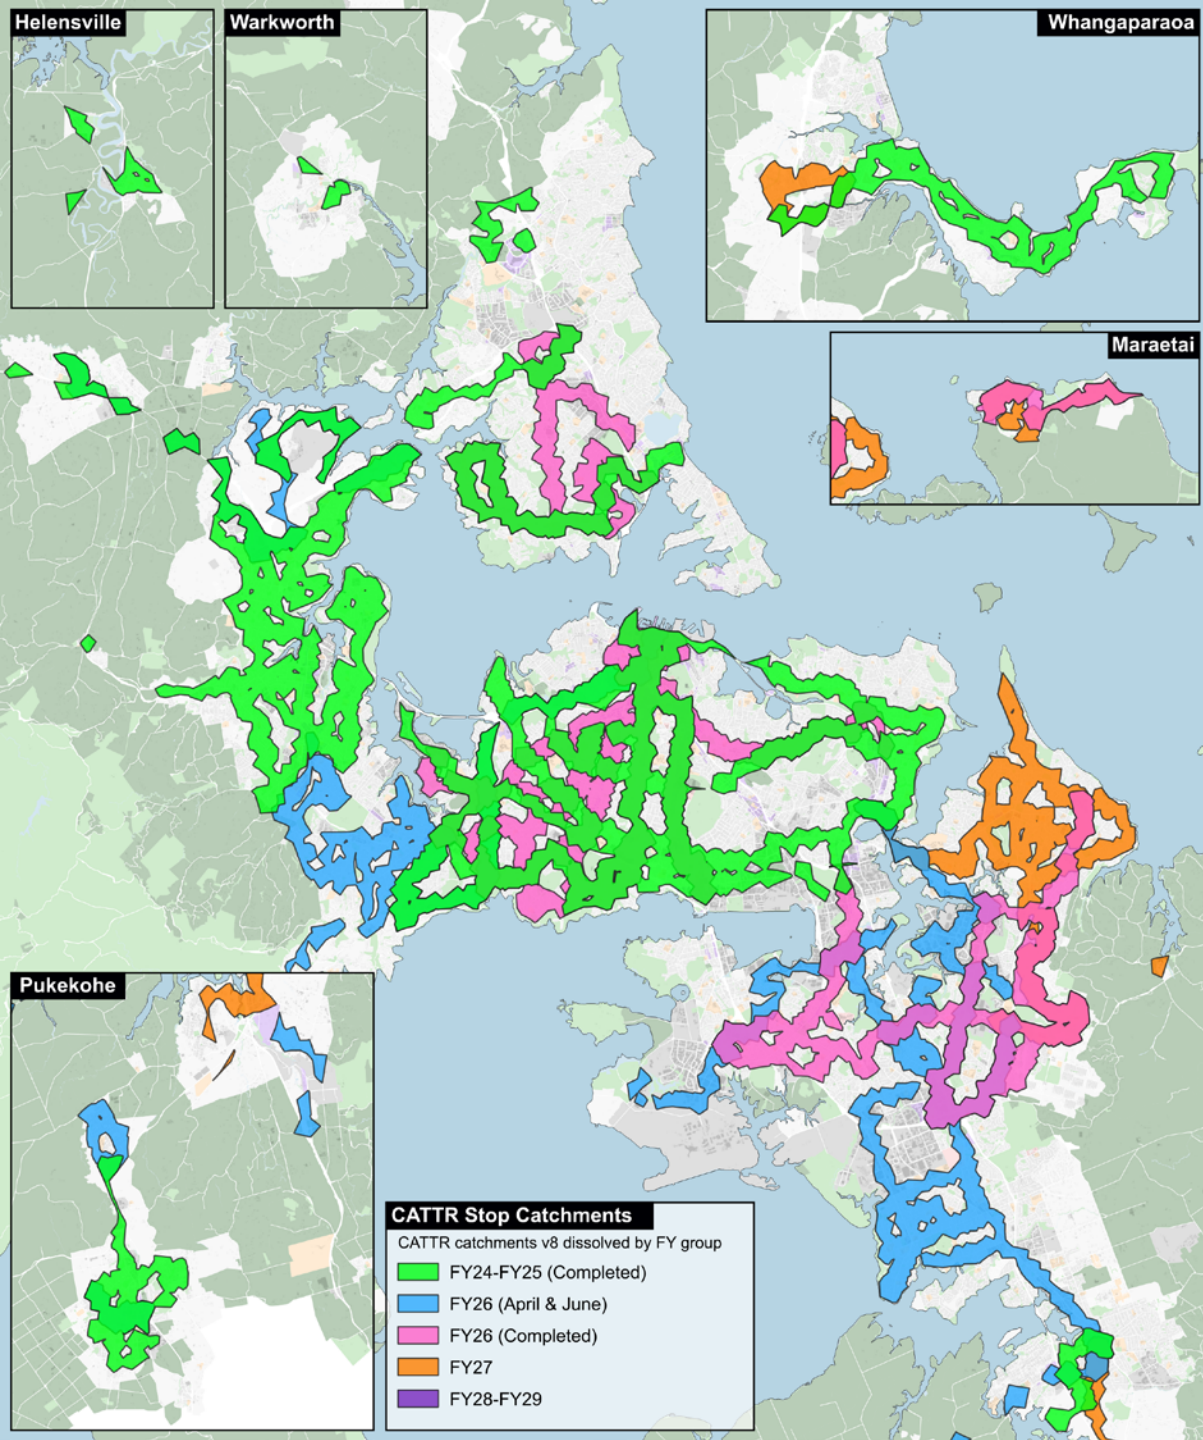 Helensville
Warkworth
Whangaparaoa
Maraetai
Pukekohe
CATTR Stop Catchments
CATTR catchments v8 dissolved by FY group
FY24-FY25 (Completed)
FY26 (April & June)
FY26 (Completed)
FY27
FY28-FY29